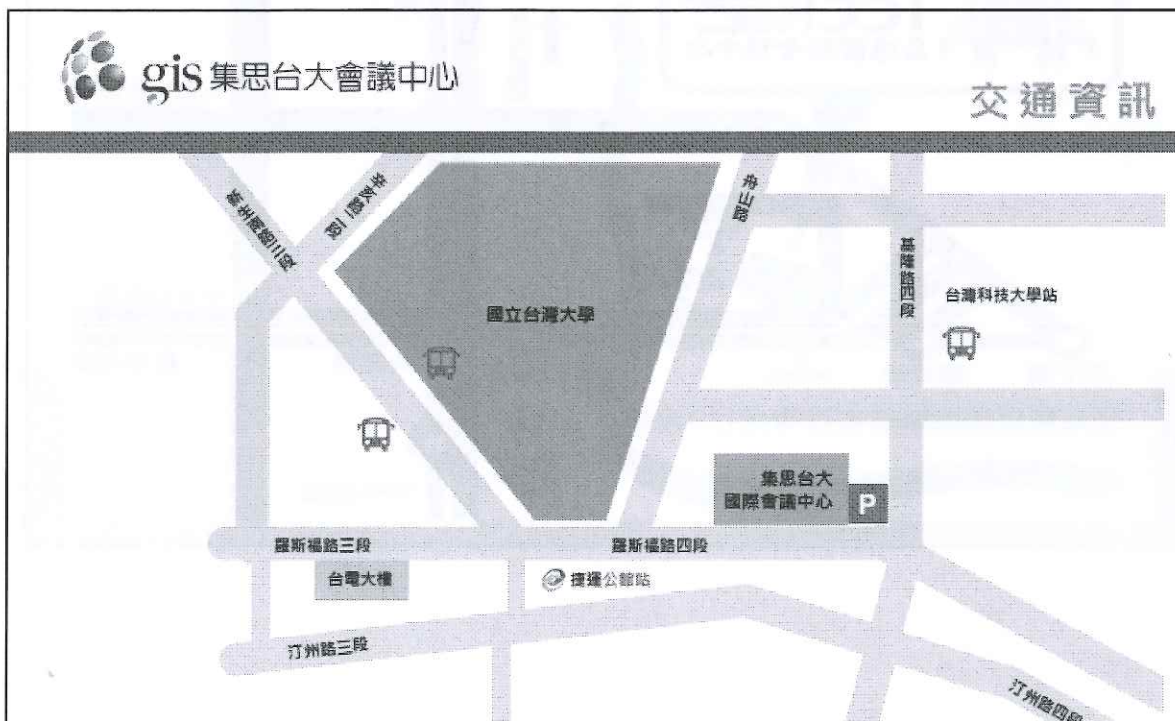 gis 集思台大會議中心
交通資訊
新生南路三段
辛亥路二段
舟山路
基隆路四段
國立台灣大學
台灣科技大學站
集思台大
國際會議中心
P
羅斯福路三段
羅斯福路四段
台電大樓
捷運公館站
汀州路三段
汀州路四段